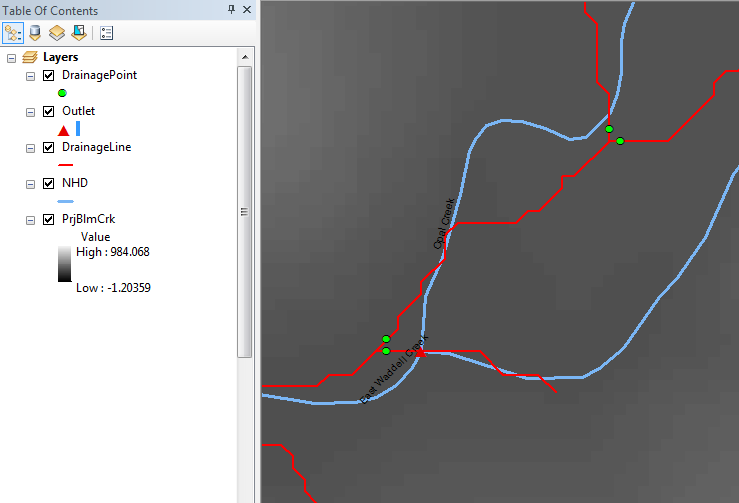 Table Of Contents
Layers
DrainagePoint
Outlet
DrainageLine
NHD
PrjBlmCrk
Value
High : 984.068
Low : -1.20359
Opal Creek
East Waddell Creek